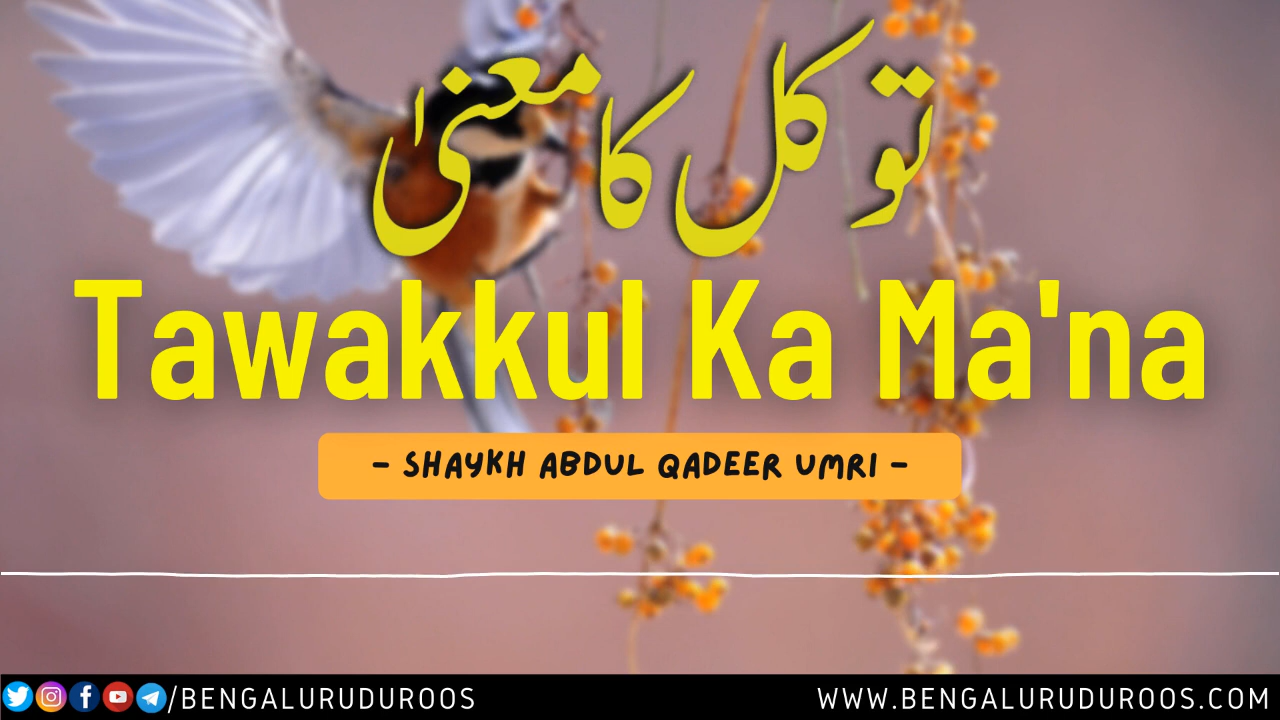 توکل کا معنیٰ
Tawakkul Ka Ma'na
- SHAYKH ABDUL QADEER UMRI -
/BENGALURUDUROOS
WWW.BENGALURUDUROOS.COM